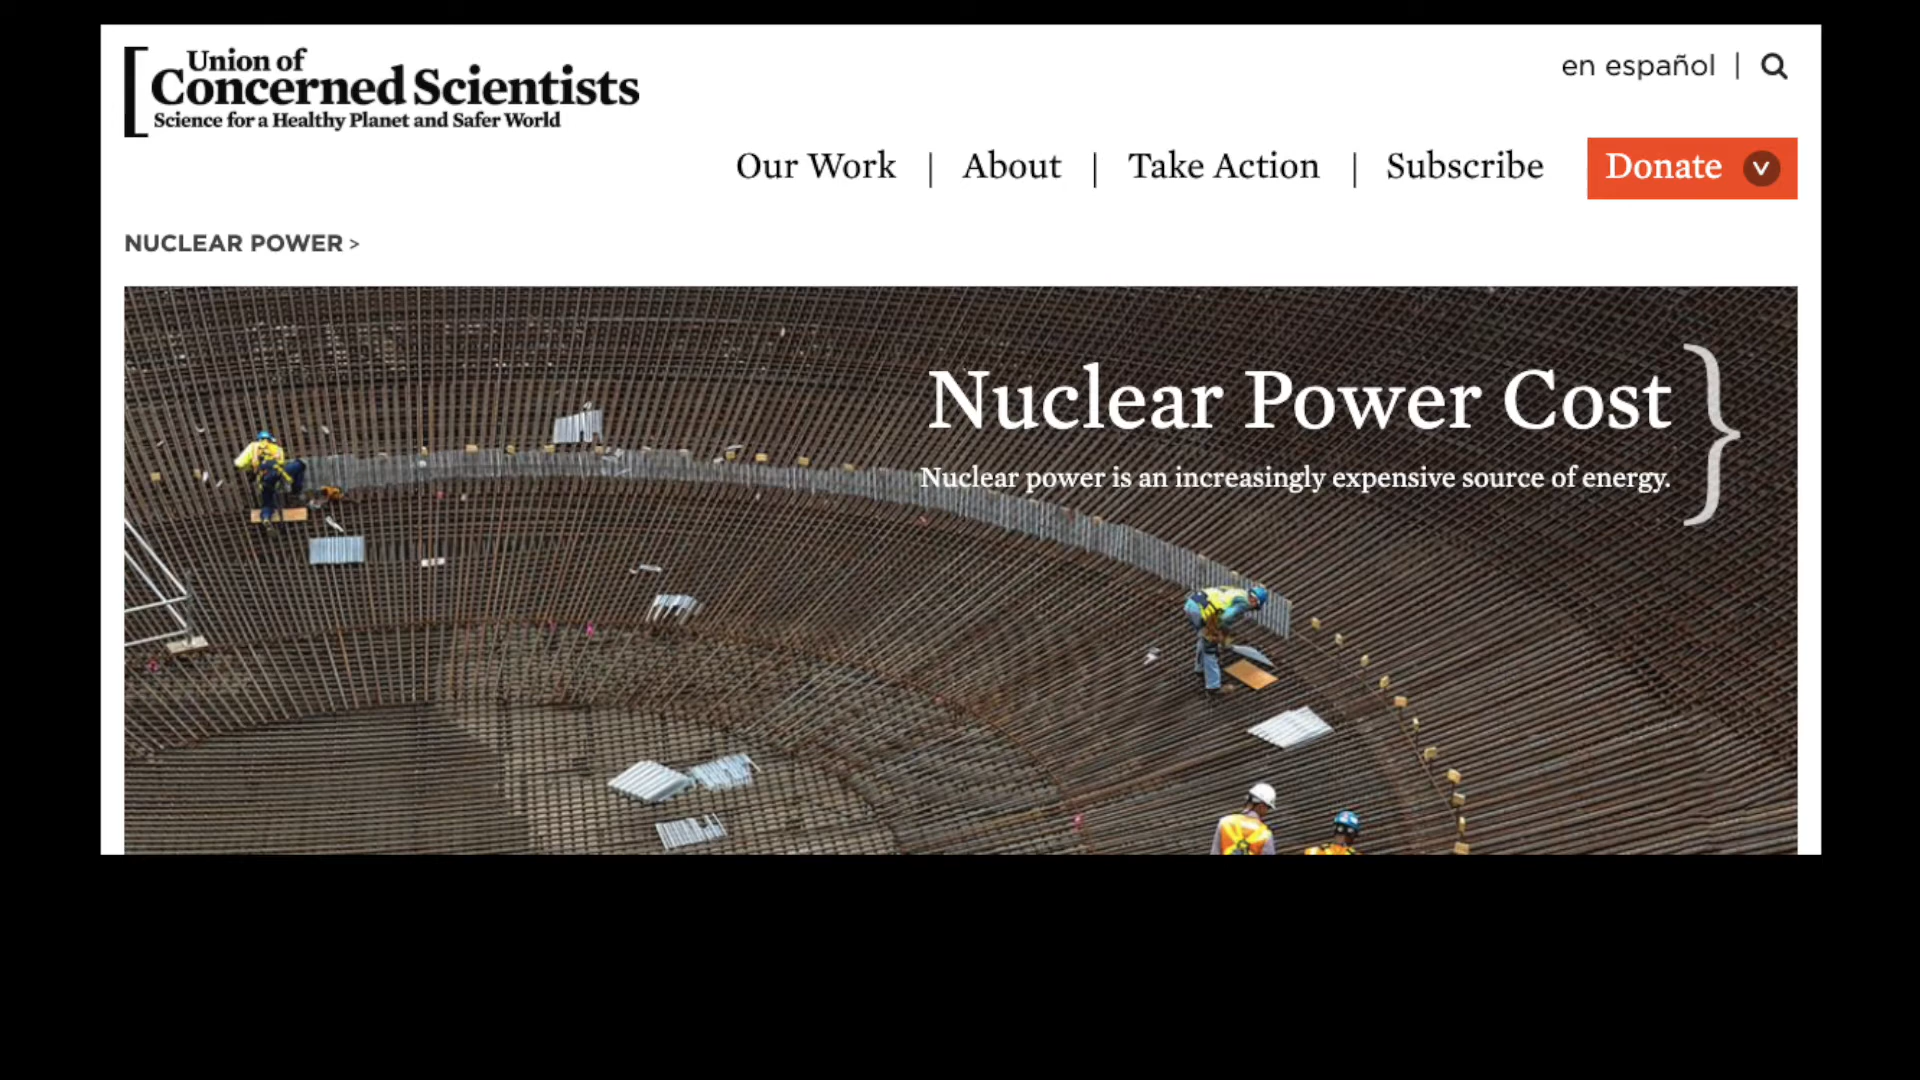 Union of
Concerned Scientists
Science for a Healthy Planet and Safer World
en español |
Our Work | About | Take Action | Subscribe
Donate
NUCLEAR POWER >
Nuclear Power Cost
Nuclear power is an increasingly expensive source of energy.